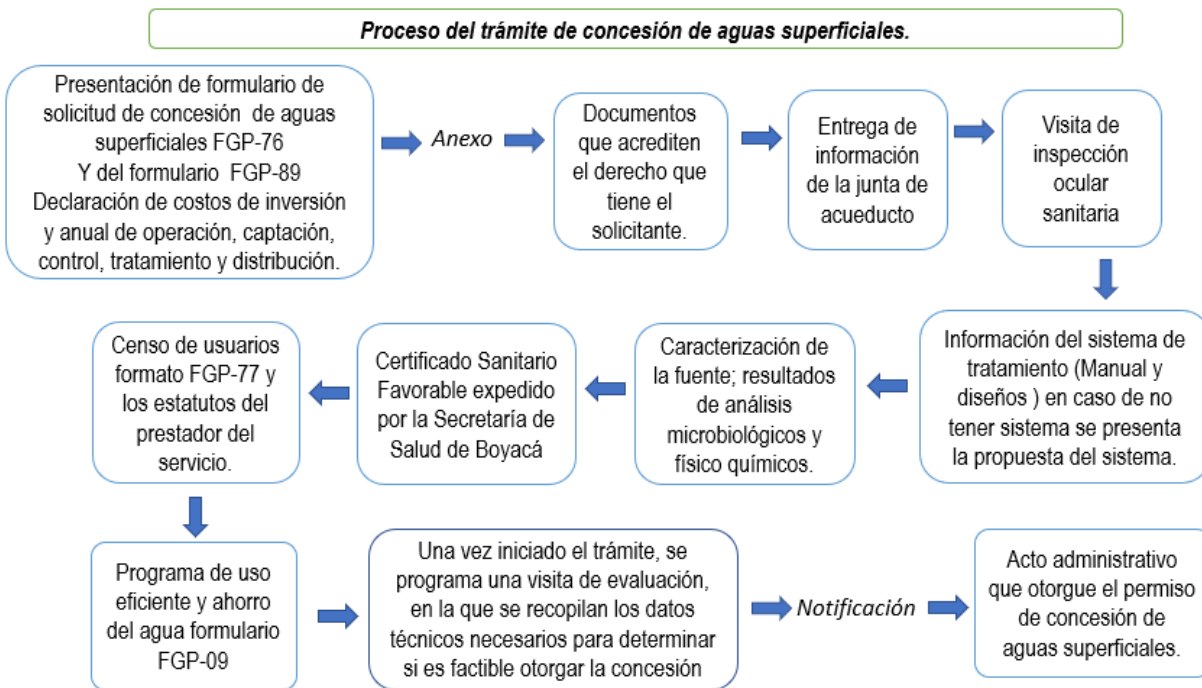 Proceso del trámite de concesión de aguas superficiales.
Presentación de formulario de
solicitud de concesión de aguas
superficiales FGP-76
Y del formulario FGP-89
Declaración de costos de inversión
y anual de operación, captación,
control, tratamiento y distribución.
Anexo
Documentos
que acrediten
el derecho que
tiene el
solicitante.
Entrega de
información
de la junta de
acueducto
Visita de
inspección
ocular
sanitaria
Información del sistema de
tratamiento (Manual y
diseños ) en caso de no
tener sistema se presenta
la propuesta del sistema.
Caracterización de
la fuente; resultados
de análisis
microbiológicos y
físico químicos.
Certificado Sanitario
Favorable expedido
por la Secretaría de
Salud de Boyacá
Censo de usuarios
formato FGP-77 y
los estatutos del
prestador del
servicio.
Programa de uso
eficiente y ahorro
del agua formulario
FGP-09
Una vez iniciado el trámite, se
programa una visita de evaluación,
en la que se recopilan los datos
técnicos necesarios para determinar
si es factible otorgar la concesión
Notificación
Acto administrativo
que otorgue el permiso
de concesión de
aguas superficiales.